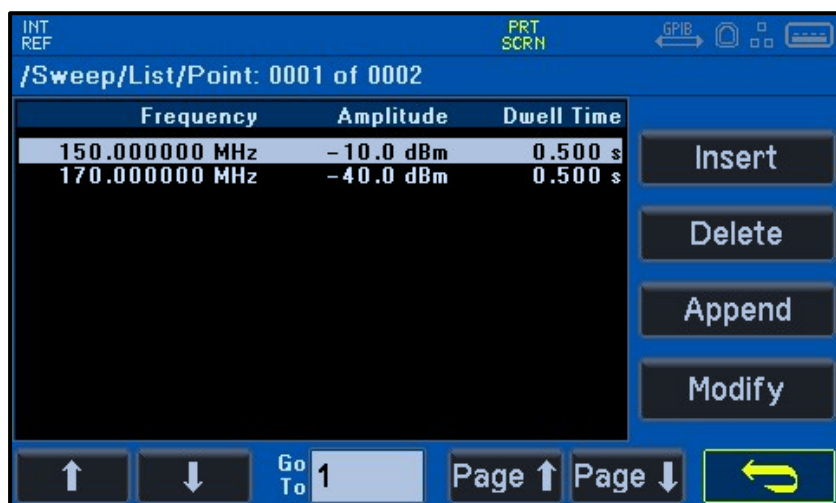 INT REF
PRT SCRN
GPIB
/Sweep/List/Point: 0001 of 0002
Frequency Amplitude Dwell Time
150.000000 MHz -10.0 dBm 0.500 s
170.000000 MHz -40.0 dBm 0.500 s
Insert
Delete
Append
Modify
Go To 1
Page ↑
Page ↓